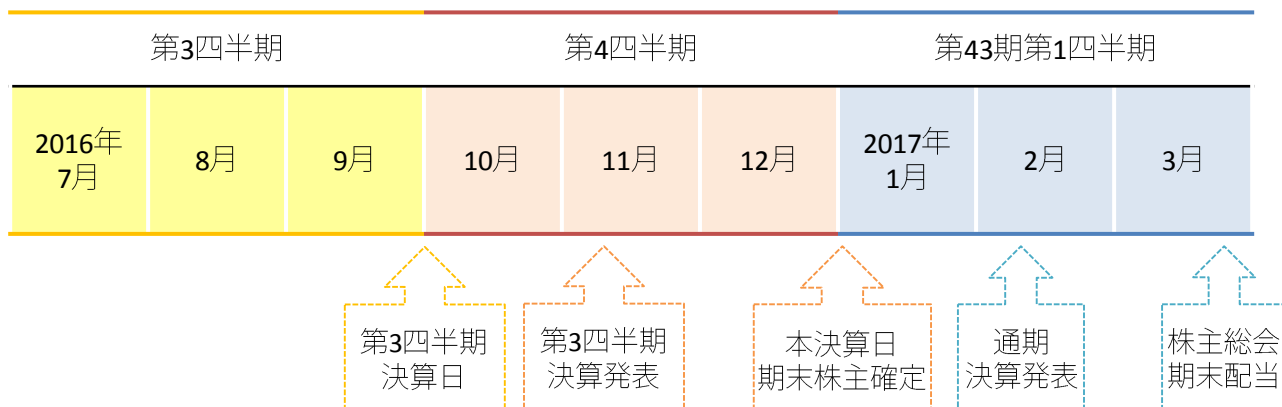 第3四半期
第4四半期
第43期第1四半期
2016年
7月
8月
9月
10月
11月
12月
2017年
1月
2月
3月
第3四半期
決算日
第3四半期
決算発表
本決算日
期末株主確定
通期
決算発表
株主総会
期末配当